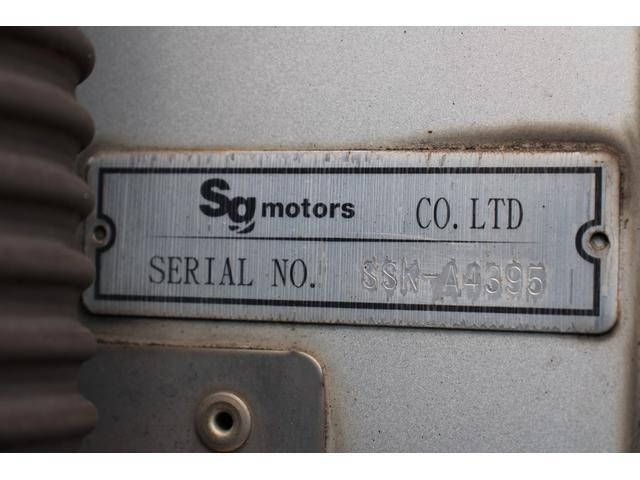 Sg motors CO.LTD
SERIAL NO. SSK-A4395